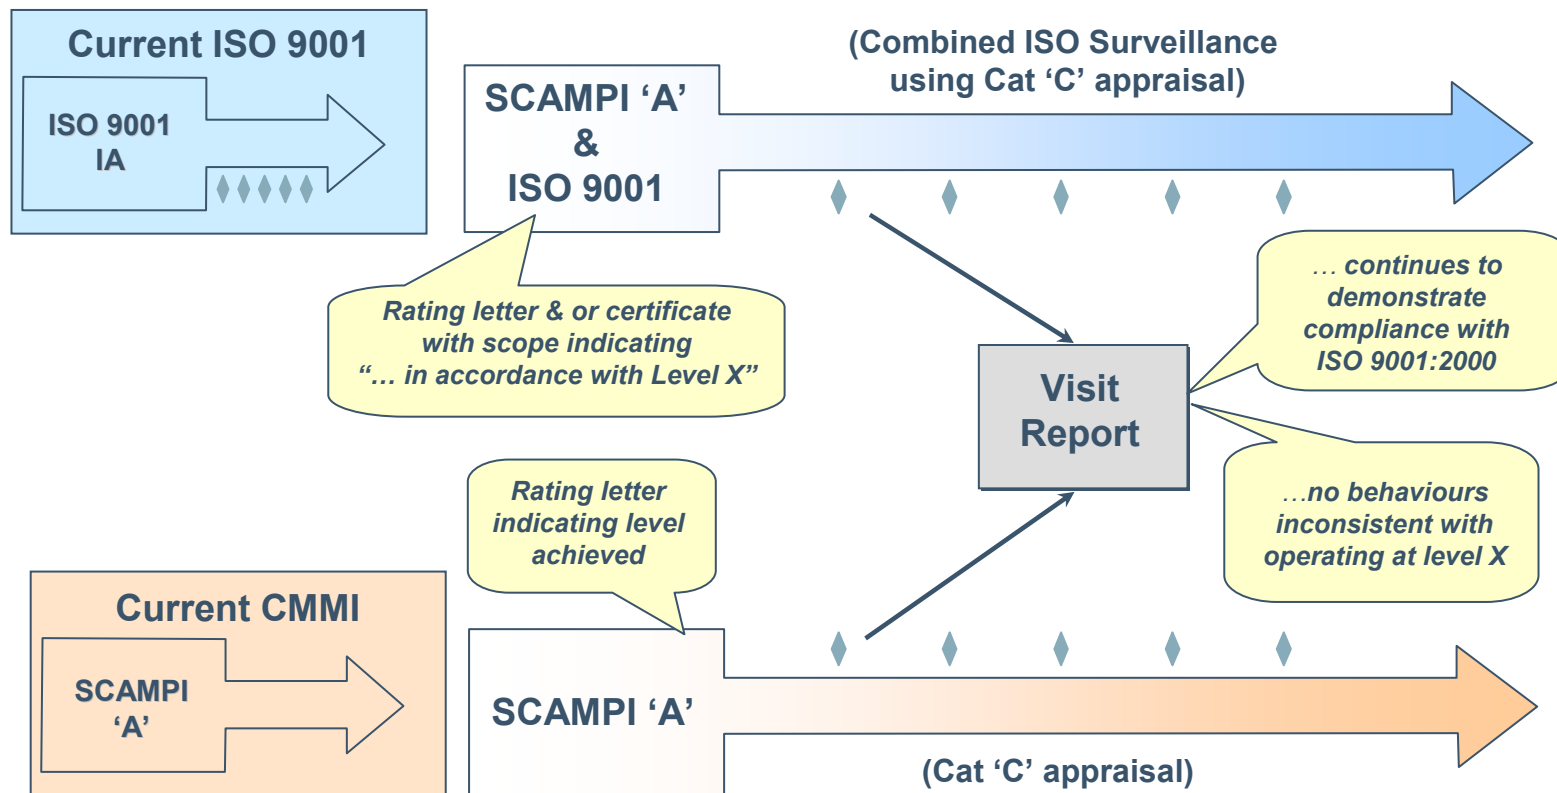 Current ISO 9001
ISO 9001
IA
SCAMPI ‘A’
&
ISO 9001
(Combined ISO Surveillance
using Cat ‘C’ appraisal)
Rating letter & or certificate
with scope indicating
“… in accordance with Level X”
… continues to
demonstrate
compliance with
ISO 9001:2000
Visit
Report
…no behaviours
inconsistent with
operating at level X
Rating letter
indicating level
achieved
Current CMMI
SCAMPI
‘A’
SCAMPI ‘A’
(Cat ‘C’ appraisal)